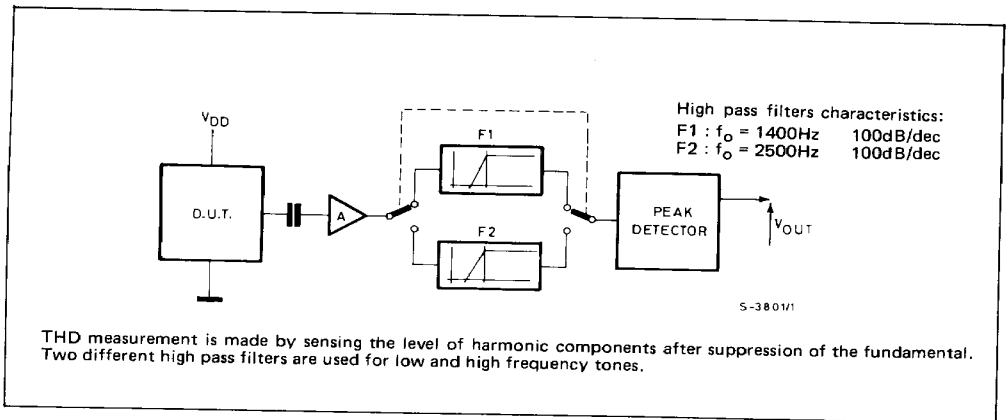 High pass filters characteristics:
F1 : fo = 1400Hz 100dB/dec
F2 : fo = 2500Hz 100dB/dec
VDD
D.U.T.
A
F1
F2
PEAK
DETECTOR
VOUT
S-3801/1
THD measurement is made by sensing the level of harmonic components after suppression of the fundamental.
Two different high pass filters are used for low and high frequency tones.